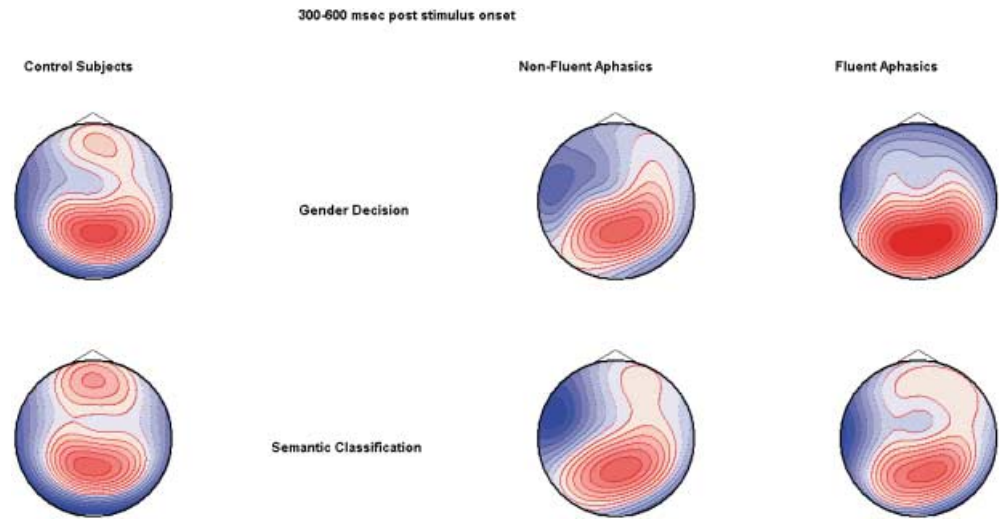 300-600 msec post stimulus onset
Control Subjects
Non-Fluent Aphasics
Fluent Aphasics
Gender Decision
Semantic Classification